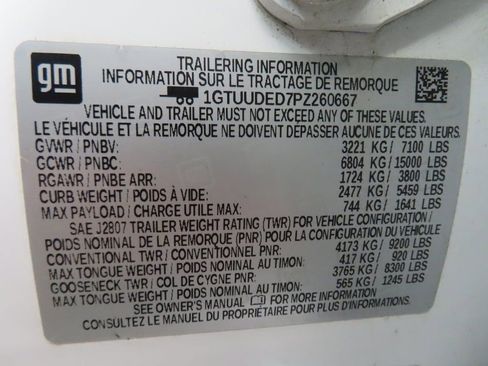 gm
TRAILERING INFORMATION
INFORMATION SUR LE TRACTAGE DE REMORQUE
1GTUUDED7PZ260667
VEHICLE AND TRAILER MUST NOT EXCEED ANY OF THESE VALUES.
LE VÉHICULE ET LA REMORQUE NE DOIVENT DÉPASSER AUCUNE DE CES VALEURS.
GVWR / PNBV: 3221 KG / 7100 LBS
GCWR / PNBC: 6804 KG / 15000 LBS
RGAWR / PNBE ARR: 1724 KG / 3800 LBS
CURB WEIGHT / POIDS À VIDE: 2477 KG / 5459 LBS
MAX PAYLOAD / CHARGE UTILE MAX: 744 KG / 1641 LBS
SAE J2807 TRAILER WEIGHT RATING (TWR) FOR VEHICLE CONFIGURATION /
POIDS NOMINAL DE LA REMORQUE (PNR) POUR LA CONFIGURATION DU VÉHICULE
CONVENTIONAL TWR / CONVENTIONNEL PNR: 4173 KG / 9200 LBS
MAX TONGUE WEIGHT / POIDS MAXIMAL AU TIMON: 417 KG / 920 LBS
GOOSENECK TWR / COL DE CYGNE PNR: 3765 KG / 8300 LBS
MAX TONGUE WEIGHT / POIDS MAXIMAL AU TIMON: 565 KG / 1245 LBS
SEE OWNER'S MANUAL FOR MORE INFORMATION.
CONSULTEZ LE MANUEL DU PROPRIÉTAIRE POUR PLUS D'INFORMATION.